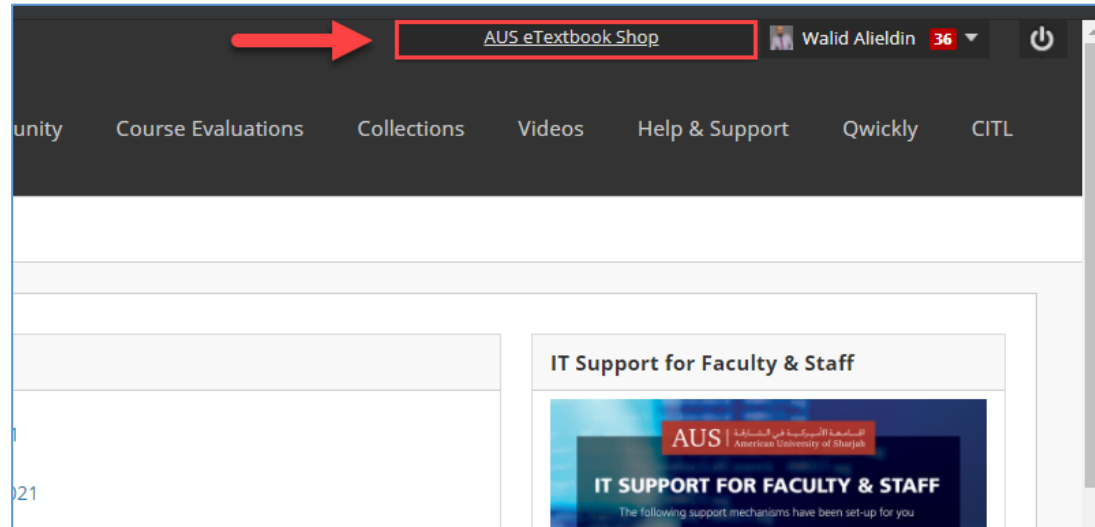 AUS eTextbook Shop
Walid Alieldin 36
unity Course Evaluations Collections Videos Help & Support Qwickly CITL
IT Support for Faculty & Staff
1
021
AUS
الجامعة الأميركية في الشارقة
American University of Sharjah
IT SUPPORT FOR FACULTY & STAFF
The following support mechanisms have been set-up for you